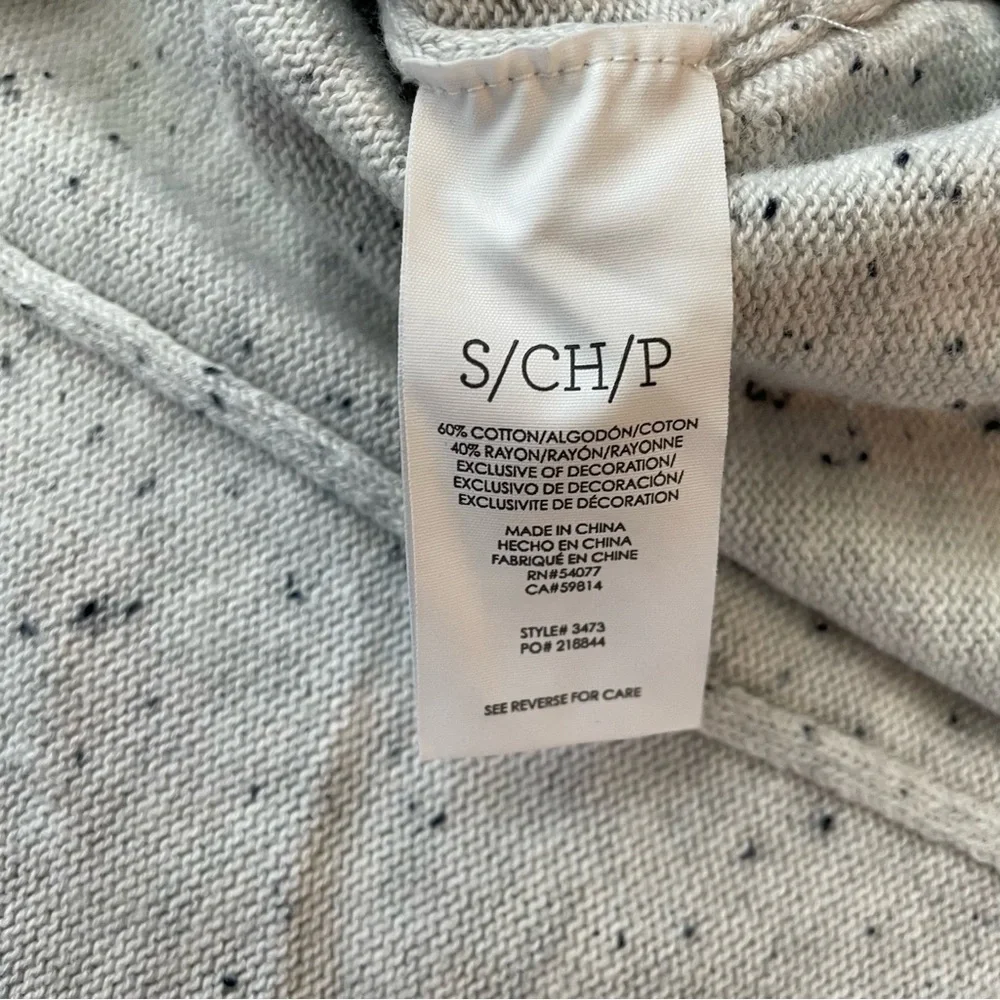 S/CH/P
60% COTTON/ALGODÓN/COTON
40% RAYON/RAYÓN/RAYONNE
EXCLUSIVE OF DECORATION/
EXCLUSIVO DE DECORACIÓN/
EXCLUSIVITE DE DÉCORATION
MADE IN CHINA
HECHO EN CHINA
FABRIQUÉ EN CHINE
RN#54077
CA#59814
STYLE# 3473
PO# 218844
SEE REVERSE FOR CARE